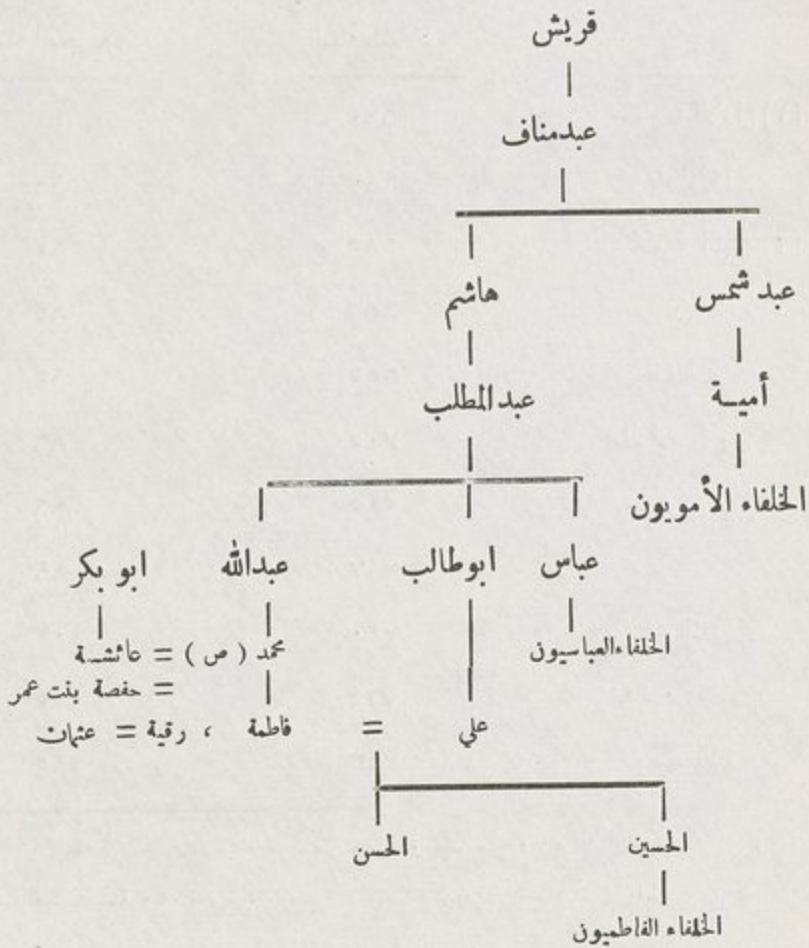 قريش
عبدمناف
عبد شمس هاشم
أميـة عبد المطلب
الخلفاء الأمويون
عباس ابوطالب عبدالله ابو بكر
الخلفاء العباسيون محمد ( ص ) = عائشـة
= حفصة بنت عمر
علي = فاطمة ، رقية = عثمان
الحسين الحسن
الخلفاء الفاطميون